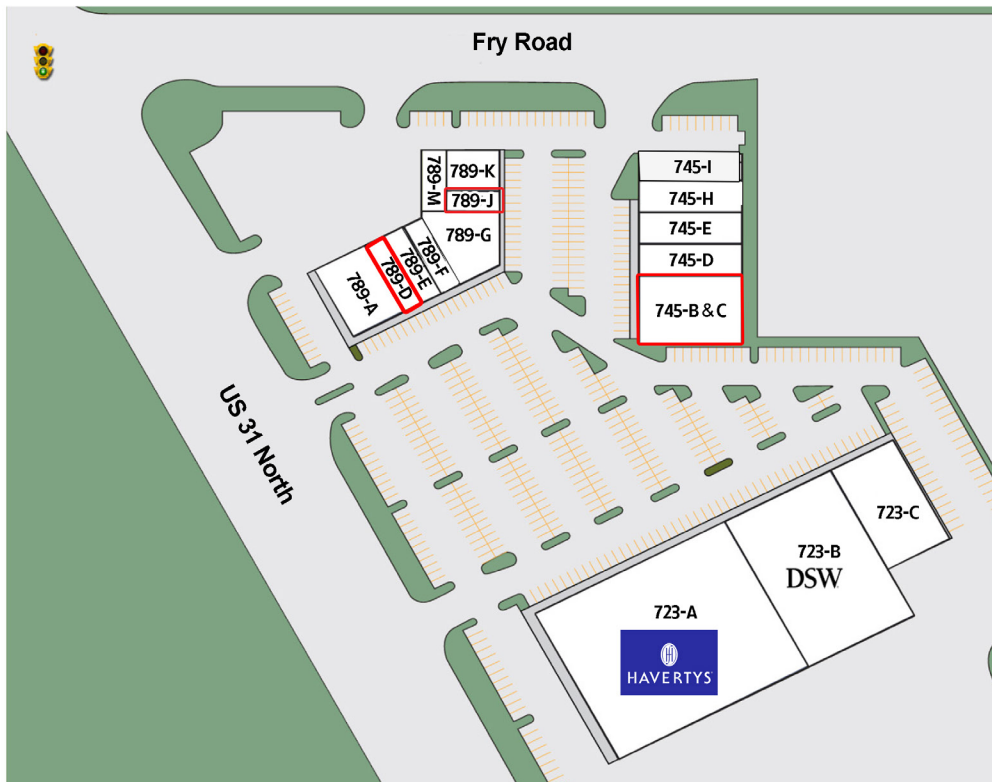 Fry Road
789-M
789-K
789-J
789-G
789-F
789-E
789-D
789-A
745-I
745-H
745-E
745-D
745-B & C
US 31 North
723-C
723-B
DSW
723-A
HAVERTYS